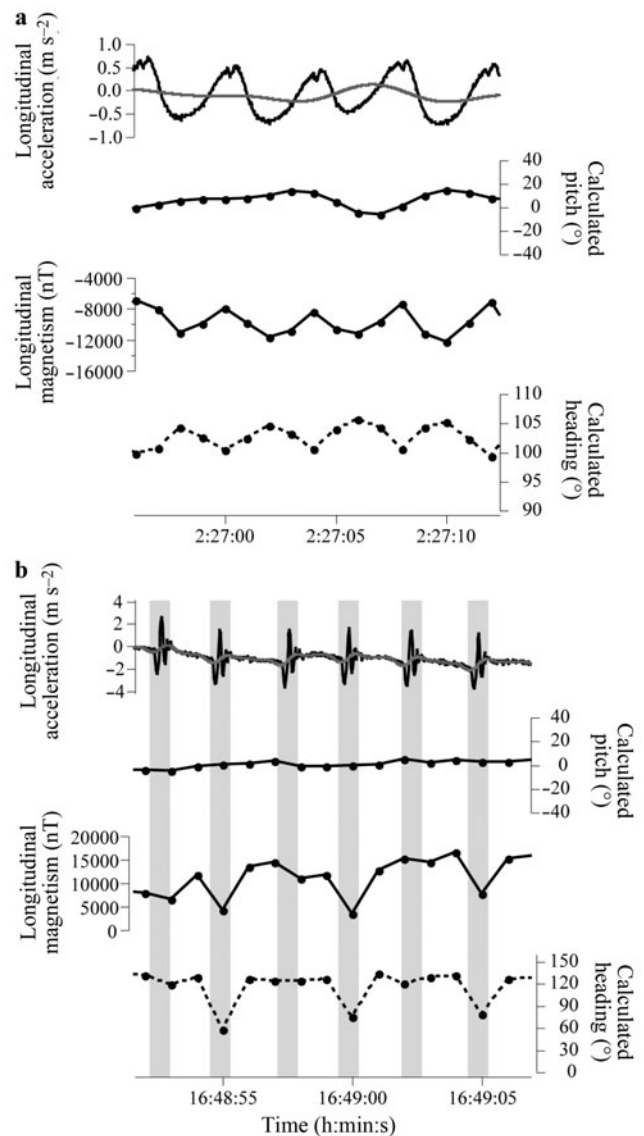 a
Longitudinal
acceleration (m s−2)
1.0
0.5
0.0
−0.5
−1.0
40
20
0
−20
−40
Calculated
pitch (°)
Longitudinal
magnetism (nT)
−4000
−8000
−12000
−16000
110
105
100
95
90
Calculated
heading (°)
2:27:00 2:27:05 2:27:10
b
Longitudinal
acceleration (m s−2)
4
2
0
−2
−4
40
20
0
−20
−40
Calculated
pitch (°)
Longitudinal
magnetism (nT)
20000
15000
10000
5000
0
150
120
90
60
30
0
Calculated
heading (°)
16:48:55 16:49:00 16:49:05
Time (h:min:s)